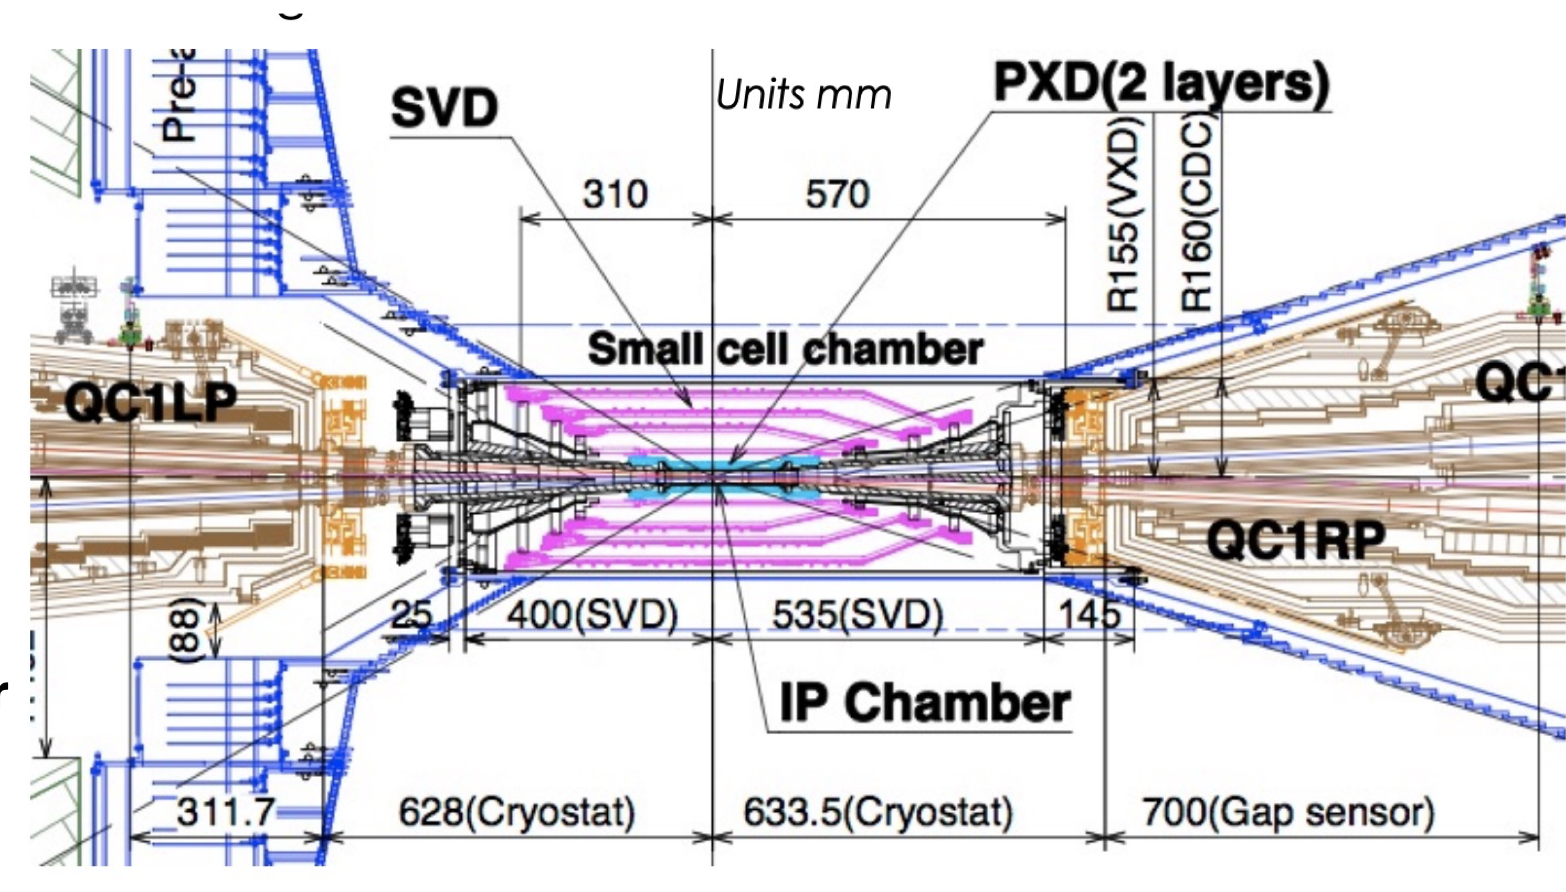 Units mm
PXD(2 layers)
SVD
310
570
R155(VXD)
R160(CDC)
Small cell chamber
QC1LP
QC1RP
(88)
25
400(SVD)
535(SVD)
145
IP Chamber
311.7
628(Cryostat)
633.5(Cryostat)
700(Gap sensor)